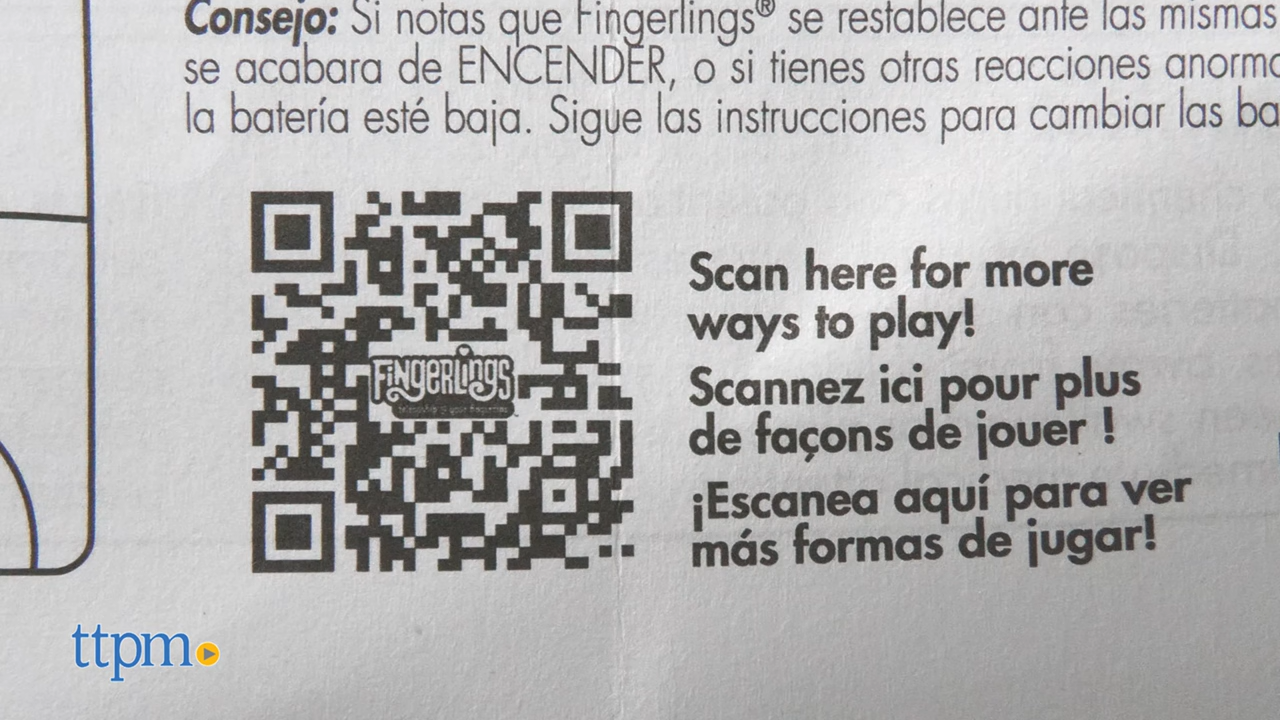 Consejo: Si notas que Fingerlings® se restablece ante las mismas
se acabara de ENCENDER, o si tienes otras reacciones
la batería esté baja. Sigue las instrucciones para cambiar las
FINGERLINGS
Scan here for more
ways to play!
Scannez ici pour plus
de façons de jouer !
¡Escanea aquí para ver
más formas de jugar!
ttpm